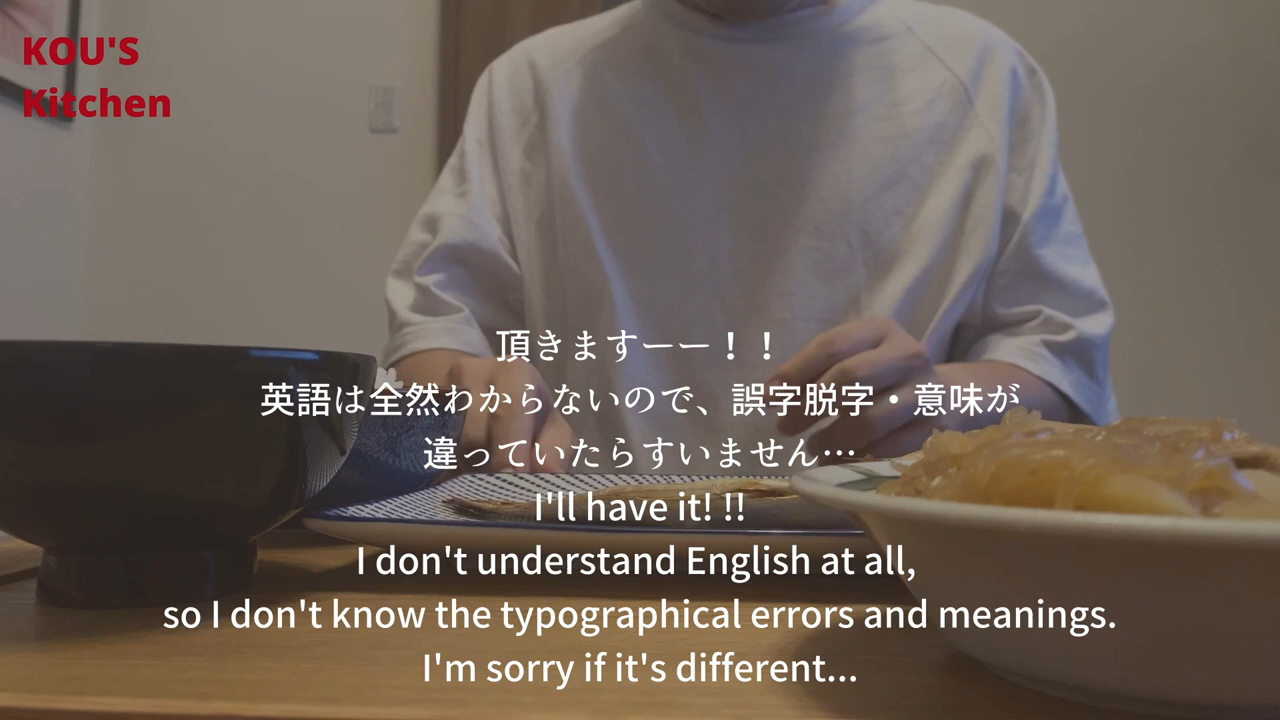 KOU'S
Kitchen
頂きますーー！！
英語は全然わからないので、誤字脱字・意味が
違っていたらすいません…
I'll have it! !!
I don't understand English at all,
so I don't know the typographical errors and meanings.
I'm sorry if it's different...